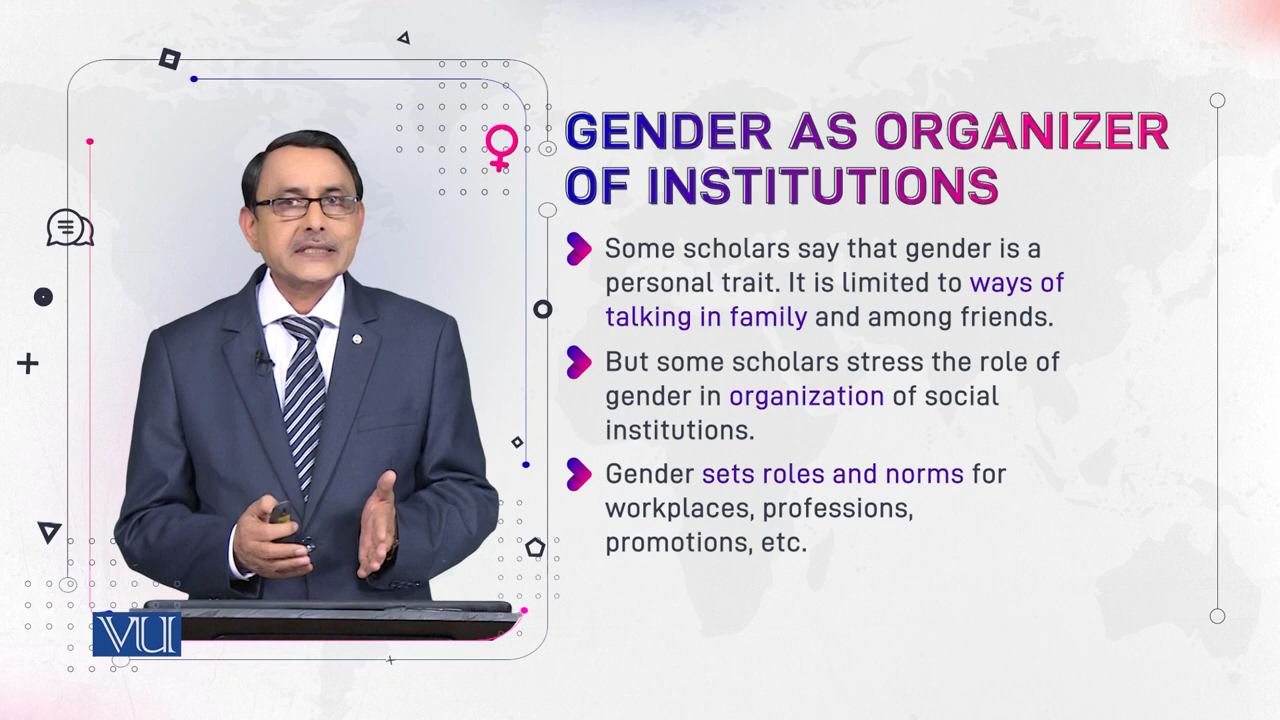 GENDER AS ORGANIZER
OF INSTITUTIONS
Some scholars say that gender is a
personal trait. It is limited to ways of
talking in family and among friends.
But some scholars stress the role of
gender in organization of social
institutions.
Gender sets roles and norms for
workplaces, professions,
promotions, etc.
VU